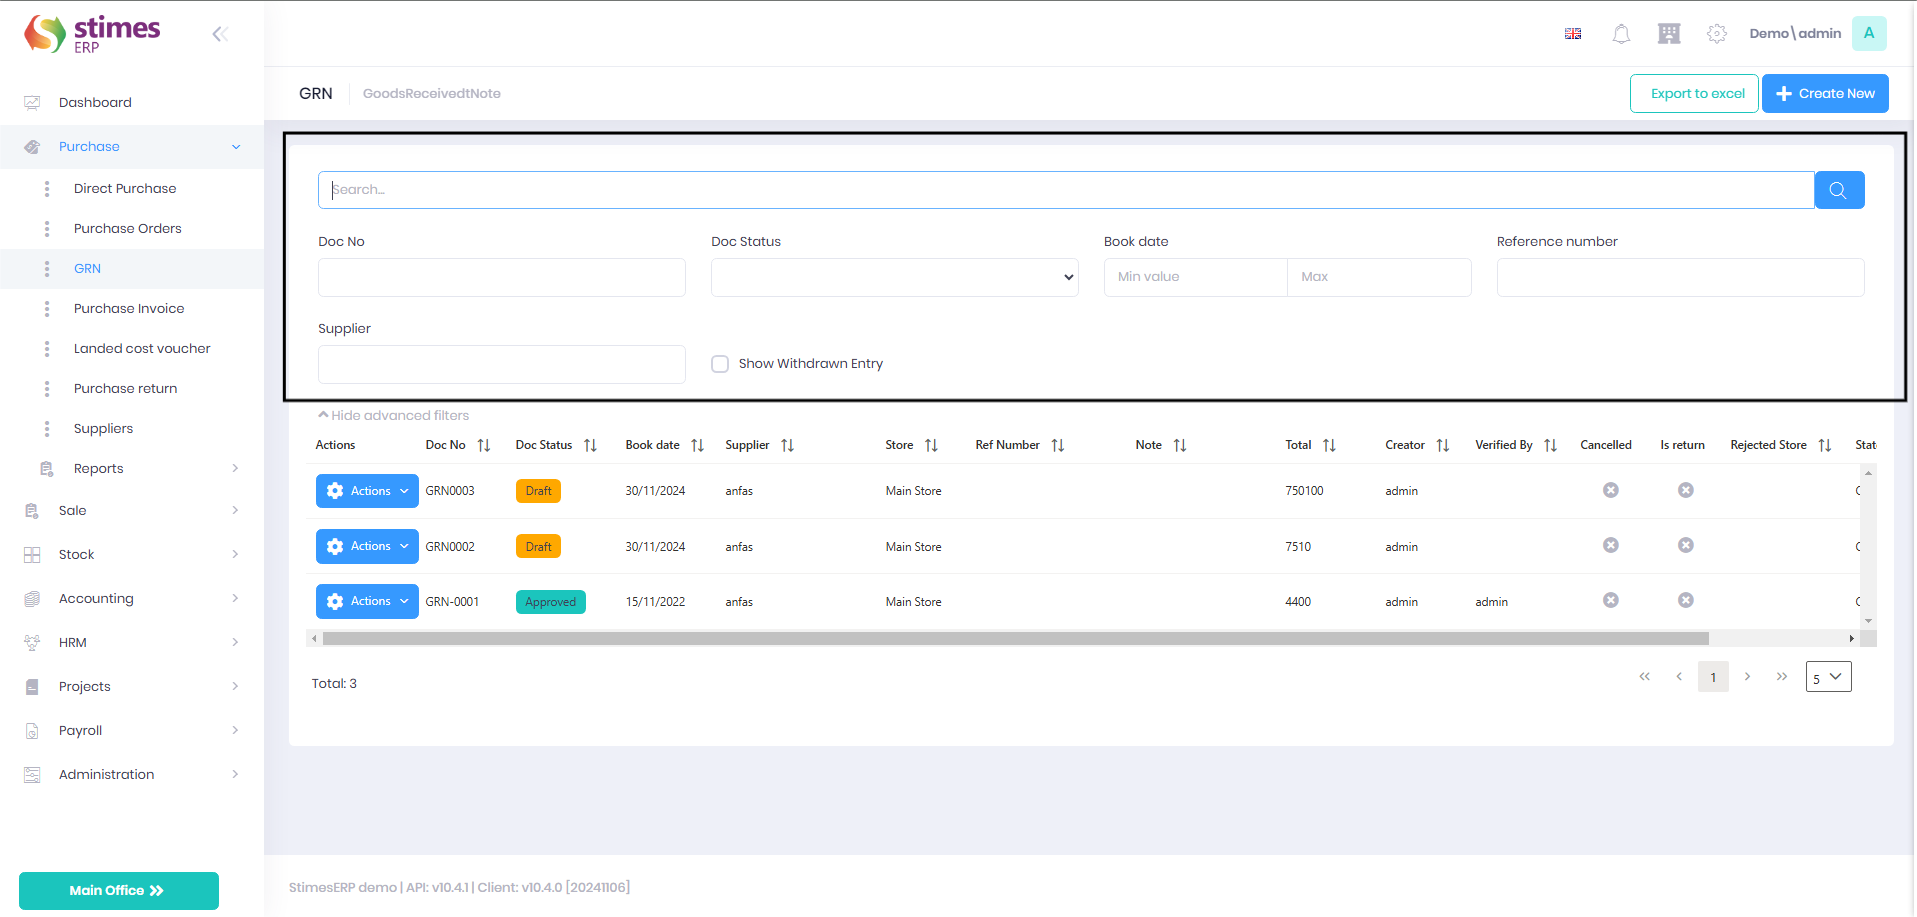 stimes
ERP
Demo\admin
A
Dashboard
Purchase
Direct Purchase
Purchase Orders
GRN
Purchase Invoice
Landed cost voucher
Purchase return
Suppliers
Reports
Sale
Stock
Accounting
HRM
Projects
Payroll
Administration
Main Office
GRN GoodsReceivedtNote
Export to excel
Create New
Search...
Doc No Doc Status Book date Reference number
Min value Max
Supplier
Show Withdrawn Entry
Hide advanced filters
Actions Doc No Doc Status Book date Supplier Store Ref Number Note Total Creator Verified By Cancelled Is return Rejected Store State
Actions GRN0003 Draft 30/11/2024 anfas Main Store 750100 admin
Actions GRN0002 Draft 30/11/2024 anfas Main Store 7510 admin
Actions GRN-0001 Approved 15/11/2022 anfas Main Store 4400 admin admin
Total: 3
1
5
StimesERP demo | API: v10.4.1 | Client: v10.4.0 [20241106]